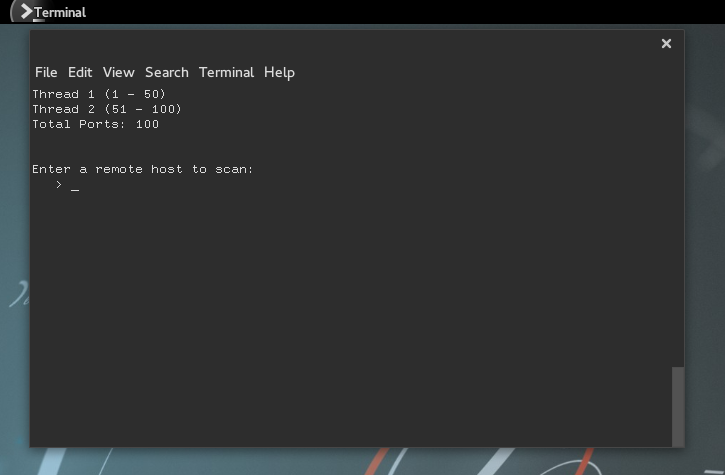 Terminal
File Edit View Search Terminal Help
Thread 1 (1 - 50)
Thread 2 (51 - 100)
Total Ports: 100
Enter a remote host to scan:
> _